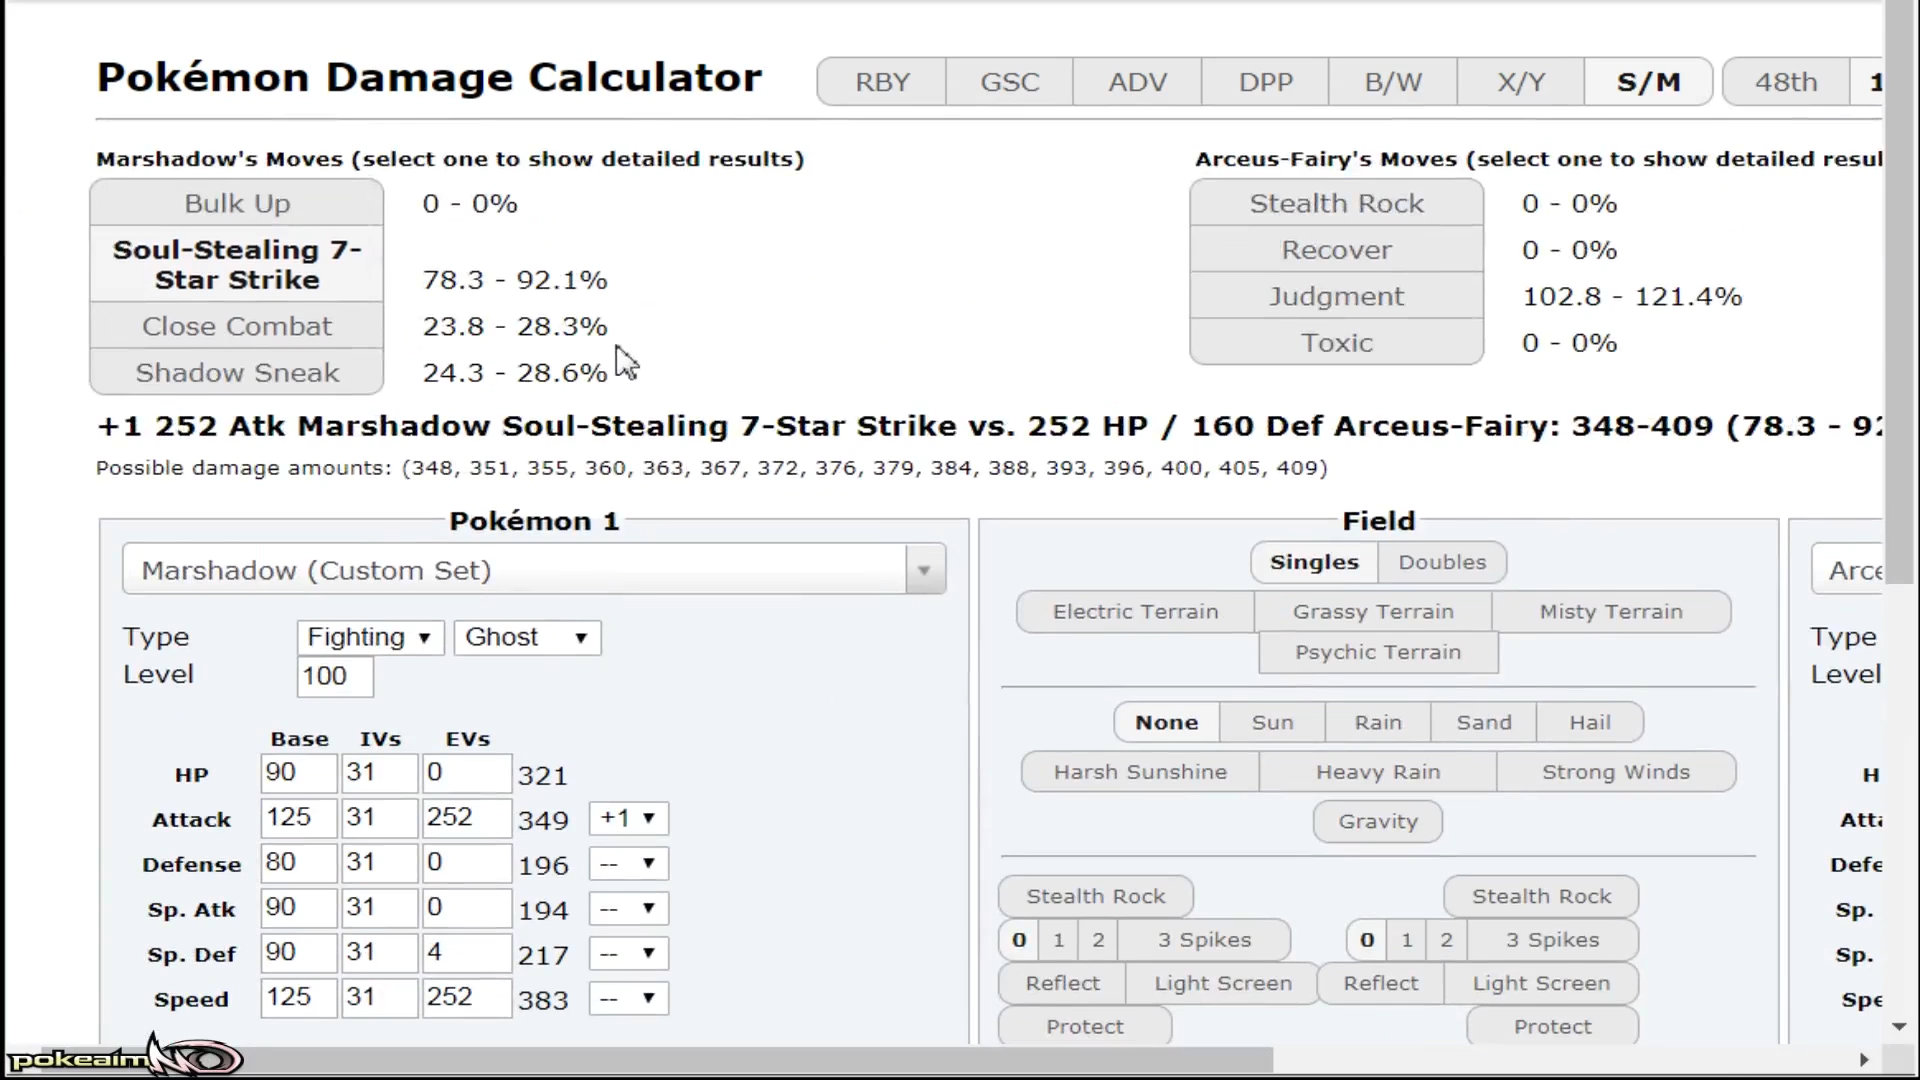 Pokémon Damage Calculator
RBY GSC ADV DPP B/W X/Y S/M 48th 1
Marshadow's Moves (select one to show detailed results)
Bulk Up 0 - 0%
Soul-Stealing 7-
Star Strike 78.3 - 92.1%
Close Combat 23.8 - 28.3%
Shadow Sneak 24.3 - 28.6%
Arceus-Fairy's Moves (select one to show detailed resul
Stealth Rock 0 - 0%
Recover 0 - 0%
Judgment 102.8 - 121.4%
Toxic 0 - 0%
+1 252 Atk Marshadow Soul-Stealing 7-Star Strike vs. 252 HP / 160 Def Arceus-Fairy: 348-409 (78.3 - 92
Possible damage amounts: (348, 351, 355, 360, 363, 367, 372, 376, 379, 384, 388, 393, 396, 400, 405, 409)
Pokémon 1
Marshadow (Custom Set)
Type Fighting Ghost
Level 100
Base IVs EVs
HP 90 31 0 321
Attack 125 31 252 349 +1
Defense 80 31 0 196 --
Sp. Atk 90 31 0 194 --
Sp. Def 90 31 4 217 --
Speed 125 31 252 383 --
Field
Singles Doubles
Electric Terrain Grassy Terrain Misty Terrain
Psychic Terrain
None Sun Rain Sand Hail
Harsh Sunshine Heavy Rain Strong Winds
Gravity
Stealth Rock Stealth Rock
0 1 2 3 Spikes 0 1 2 3 Spikes
Reflect Light Screen Reflect Light Screen
Protect Protect
Arce
Type
Level
H
Atta
Defe
Sp.
Sp.
Spe
pokeaim